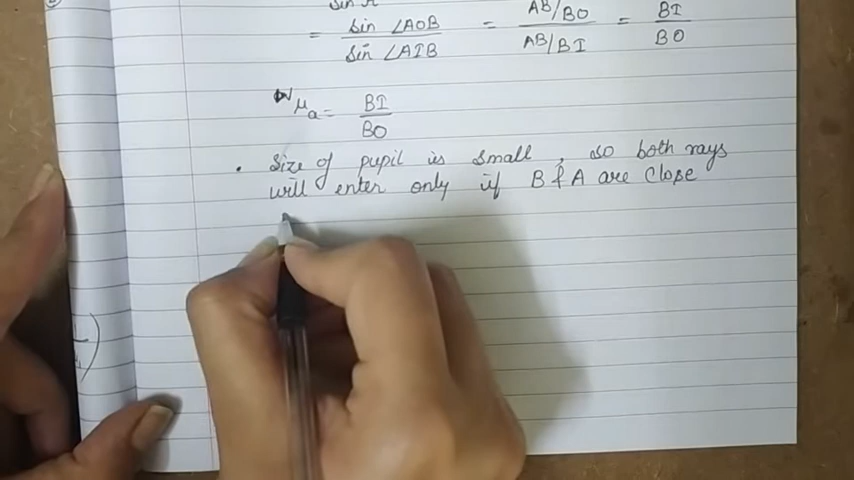 = sin ∠AOB / sin ∠AIB = AB/BO / AB/BI = BI / BO
w μ a = BI / BO
• Size of pupil is small, so both rays
will enter only if B & A are close